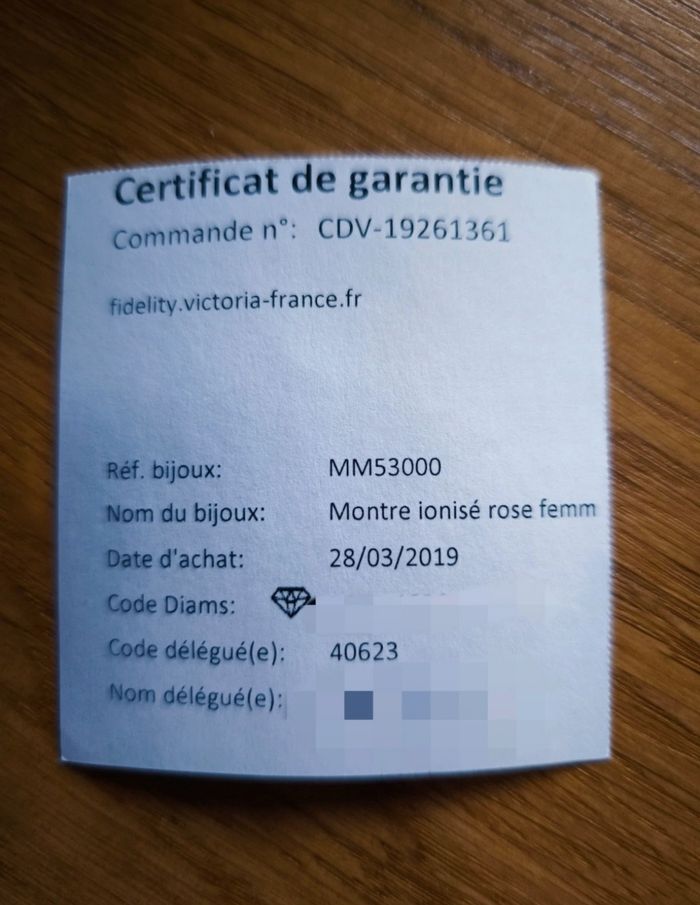 Certificat de garantie
Commande n°: CDV-19261361
fidelity.victoria-france.fr
Réf. bijoux: MM53000
Nom du bijoux: Montre ionisé rose femm
Date d'achat: 28/03/2019
Code Diams:
Code délégué(e): 40623
Nom délégué(e):